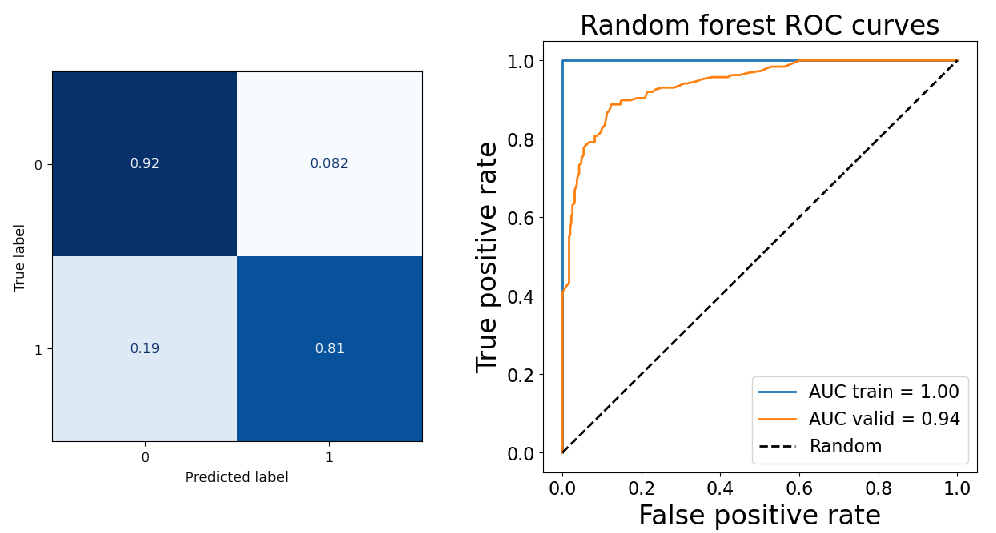 True label
0
1
0.92
0.082
0.19
0.81
0
1
Predicted label
Random forest ROC curves
True positive rate
1.0
0.8
0.6
0.4
0.2
0.0
AUC train = 1.00
AUC valid = 0.94
Random
0.0
0.2
0.4
0.6
0.8
1.0
False positive rate